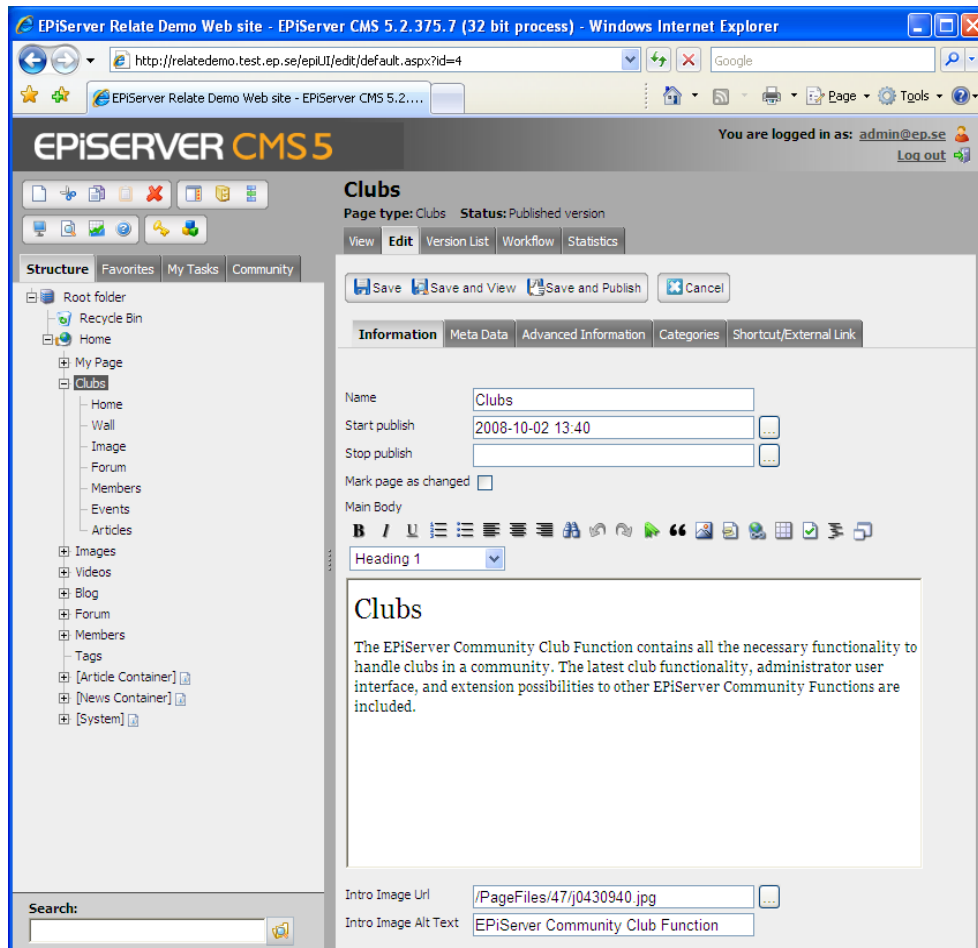 EPiServer Relate Demo Web site - EPiServer CMS 5.2.375.7 (32 bit process) - Windows Internet Explorer
http://relatedemo.test.ep.se/epiUI/edit/default.aspx?id=4
Google
EPiServer Relate Demo Web site - EPiServer CMS 5.2....
Page Tools
EPiSERVER CMS 5
You are logged in as: admin@ep.se
Log out
Structure Favorites My Tasks Community
Root folder
Recycle Bin
Home
My Page
Clubs
Home
Wall
Image
Forum
Members
Events
Articles
Images
Videos
Blog
Forum
Members
Tags
[Article Container]
[News Container]
[System]
Search:
Clubs
Page type: Clubs Status: Published version
View Edit Version List Workflow Statistics
Save Save and View Save and Publish Cancel
Information Meta Data Advanced Information Categories Shortcut/External Link
Name Clubs
Start publish 2008-10-02 13:40 ...
Stop publish ...
Mark page as changed
Main Body
B I U
Heading 1
Clubs
The EPiServer Community Club Function contains all the necessary functionality to
handle clubs in a community. The latest club functionality, administrator user
interface, and extension possibilities to other EPiServer Community Functions are
included.
Intro Image Url /PageFiles/47/j0430940.jpg ...
Intro Image Alt Text EPiServer Community Club Function